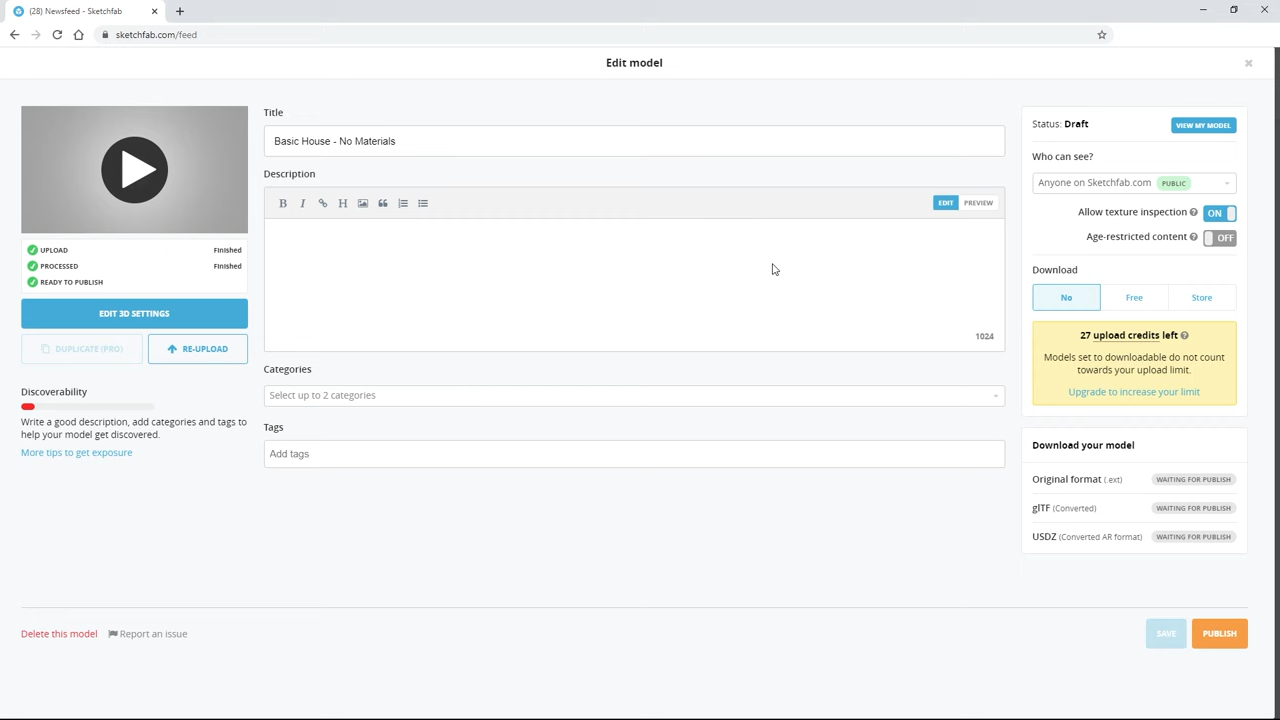 (28) Newsfeed - Sketchfab
sketchfab.com/feed
Edit model
UPLOAD Finished
PROCESSED Finished
READY TO PUBLISH
EDIT 3D SETTINGS
DUPLICATE (PRO)
RE-UPLOAD
Discoverability
Write a good description, add categories and tags to
help your model get discovered.
More tips to get exposure
Title
Basic House - No Materials
Description
B I H
EDIT PREVIEW
1024
Categories
Select up to 2 categories
Tags
Add tags
Status: Draft
VIEW MY MODEL
Who can see?
Anyone on Sketchfab.com PUBLIC
Allow texture inspection ? ON
Age-restricted content ? OFF
Download
No Free Store
27 upload credits left ?
Models set to downloadable do not count
towards your upload limit.
Upgrade to increase your limit
Download your model
Original format (.ext) WAITING FOR PUBLISH
glTF (Converted) WAITING FOR PUBLISH
USDZ (Converted AR format) WAITING FOR PUBLISH
Delete this model
Report an issue
SAVE
PUBLISH